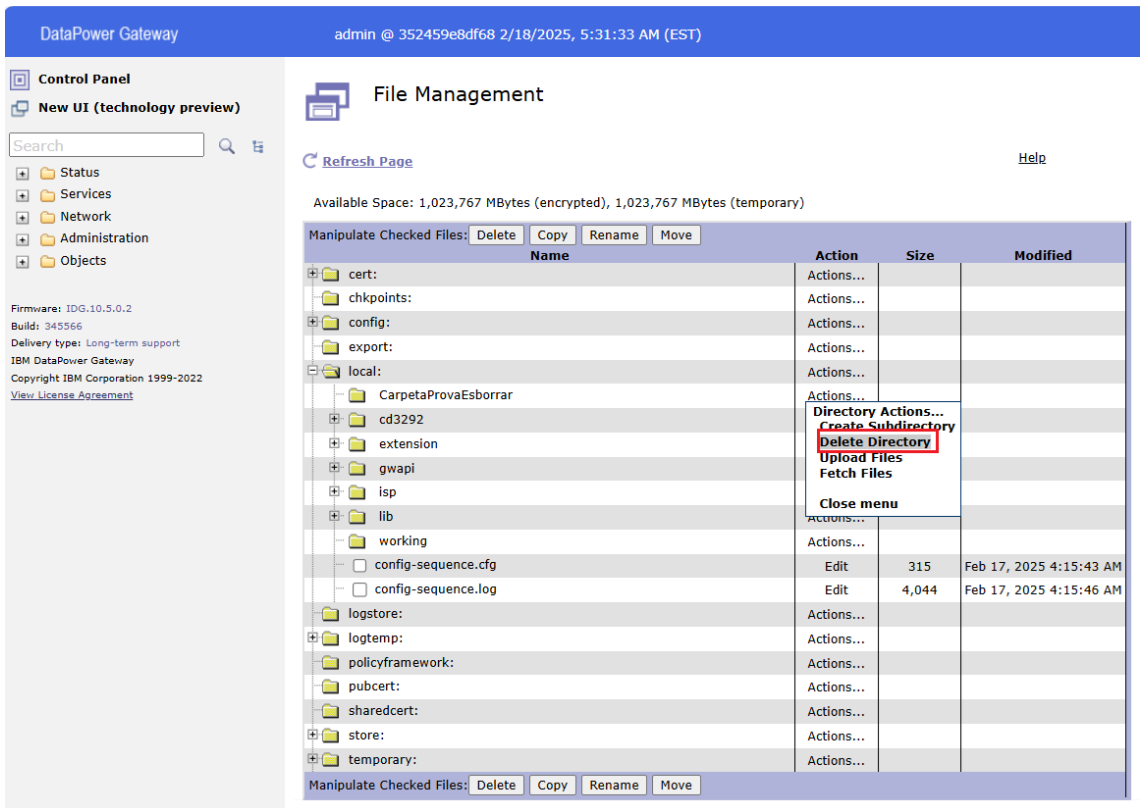 DataPower Gateway admin @ 352459e8df68 2/18/2025, 5:31:33 AM (EST)
Control Panel
New UI (technology preview)
Search
Status
Services
Network
Administration
Objects
Firmware: IDG.10.5.0.2
Build: 345566
Delivery type: Long-term support
IBM DataPower Gateway
Copyright IBM Corporation 1999-2022
View License Agreement
File Management
Refresh Page Help
Available Space: 1,023,767 MBytes (encrypted), 1,023,767 MBytes (temporary)
Manipulate Checked Files: Delete Copy Rename Move
Name Action Size Modified
cert: Actions...
chkpoints: Actions...
config: Actions...
export: Actions...
local: Actions...
CarpetaProvaEsborrar Actions...
cd3292
extension
gwapi
isp
lib Actions...
Directory Actions...
Create Subdirectory
Delete Directory
Upload Files
Fetch Files
Close menu
working Actions...
config-sequence.cfg Edit 315 Feb 17, 2025 4:15:43 AM
config-sequence.log Edit 4,044 Feb 17, 2025 4:15:46 AM
logstore: Actions...
logtemp: Actions...
policyframework: Actions...
pubcert: Actions...
sharedcert: Actions...
store: Actions...
temporary: Actions...
Manipulate Checked Files: Delete Copy Rename Move